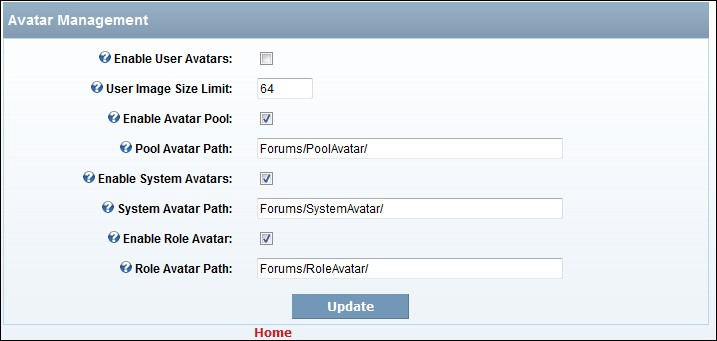 Avatar Management
Enable User Avatars:
User Image Size Limit: 64
Enable Avatar Pool:
Pool Avatar Path: Forums/PoolAvatar/
Enable System Avatars:
System Avatar Path: Forums/SystemAvatar/
Enable Role Avatar:
Role Avatar Path: Forums/RoleAvatar/
Update
Home